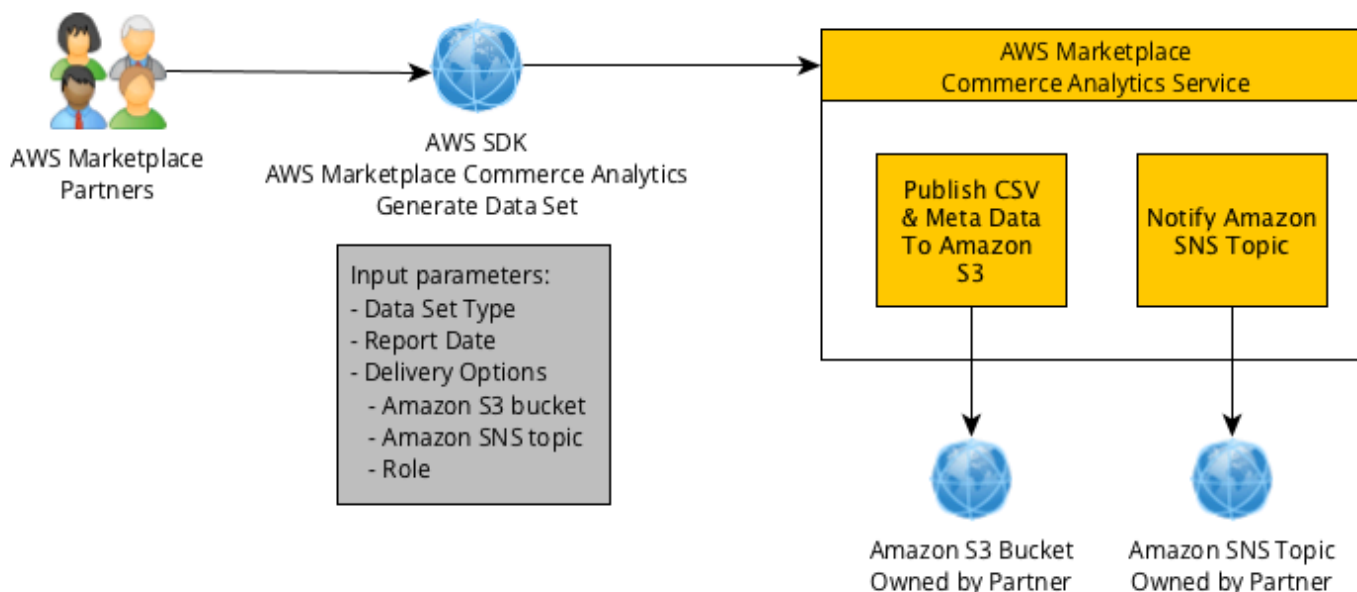 AWS Marketplace
Partners
AWS SDK
AWS Marketplace Commerce Analytics
Generate Data Set
Input parameters:
- Data Set Type
- Report Date
- Delivery Options
- Amazon S3 bucket
- Amazon SNS topic
- Role
AWS Marketplace
Commerce Analytics Service
Publish CSV
& Meta Data
To Amazon
S3
Notify Amazon
SNS Topic
Amazon S3 Bucket
Owned by Partner
Amazon SNS Topic
Owned by Partner